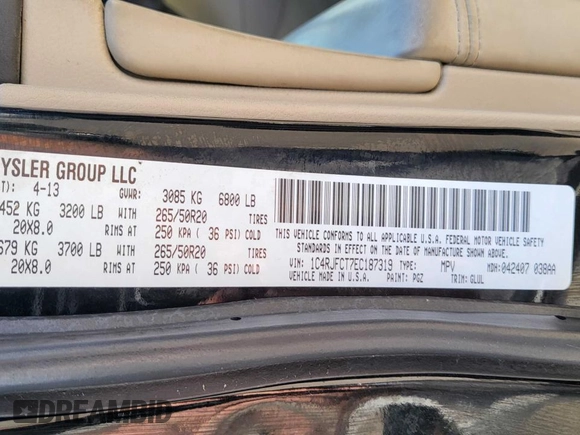 YSLER GROUP LLC
T): 4-13 GVWR: 3085 KG 6800 LB
452 KG 3200 LB WITH 265/50R20 TIRES
20X8.0 RIMS AT 250 KPA ( 36 PSI) COLD
679 KG 3700 LB WITH 265/50R20 TIRES
20X8.0 RIMS AT 250 KPA ( 36 PSI) COLD
THIS VEHICLE CONFORMS TO ALL APPLICABLE U.S.A. FEDERAL MOTOR VEHICLE SAFETY
STANDARDS IN EFFECT ON THE DATE OF MANUFACTURE SHOWN ABOVE.
VIN: 1C4RJFCT7EC187319 TYPE: MPV MDH: 042407 038AA
VEHICLE MADE IN U.S.A. PAINT: PGZ TRIM: GLUL
DREAMBID